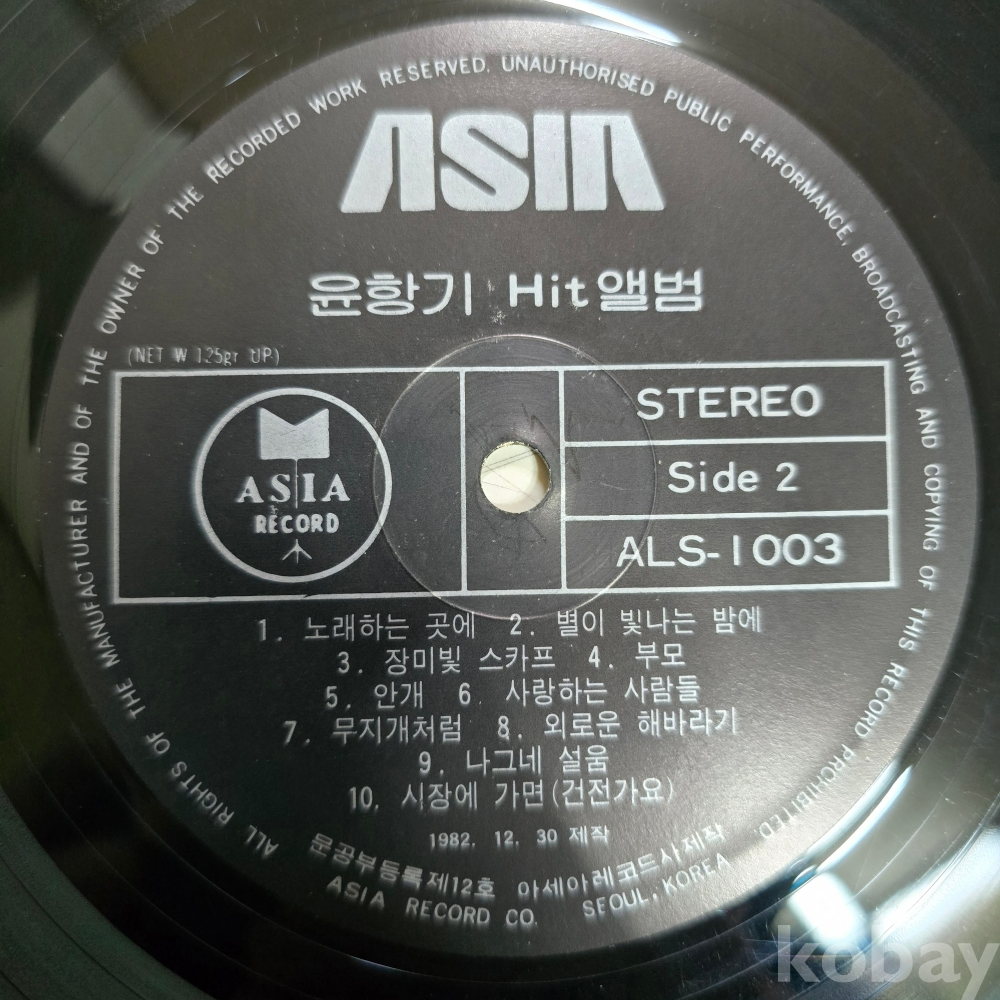 ALL RIGHTS OF THE MANUFACTURER AND OF THE OWNER OF THE RECORDED WORK RESERVED. UNAUTHORISED PUBLIC PERFORMANCE, BROADCASTING AND COPYING OF THIS RECORD PROHIBITED.
ASIA
윤항기 Hit 앨범
(NET W 125gr UP)
ASIA
RECORD
STEREO
Side 2
ALS-1003
1. 노래하는 곳에 2. 별이 빛나는 밤에
3. 장미빛 스카프 4. 부모
5. 안개 6. 사랑하는 사람들
7. 무지개처럼 8. 외로운 해바라기
9. 나그네 설움
10. 시장에 가면(건전가요)
1982. 12. 30 제작
문공부등록제12호 아세아레코드사제작
ASIA RECORD CO. SEOUL, KOREA
kobay